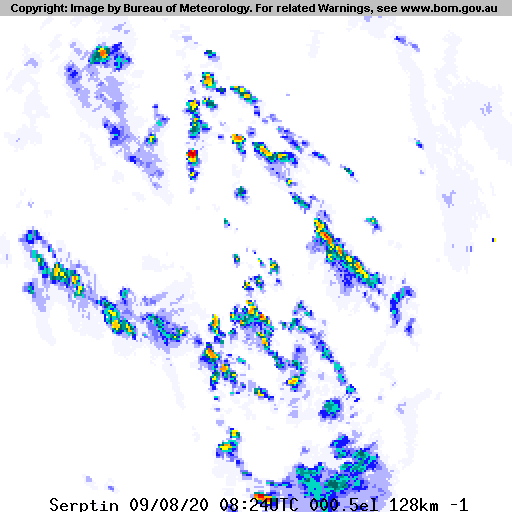 Copyright: Image by Bureau of Meteorology. For related Warnings, see www.bom.gov.au
Serptin 09/08/20 08:24UTC 000.5el 128km -1